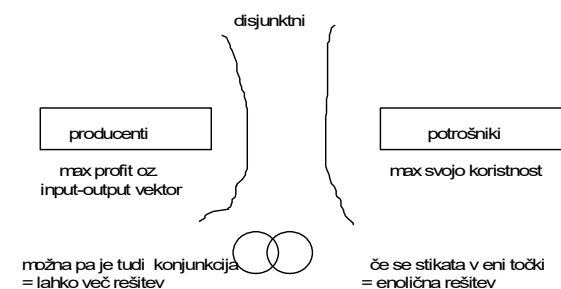 disjunktni
producenti
potrošniki
max profit oz.
input-output vektor
max svojo koristnost
možna pa je tudi konjunkcija
= lahko več rešitev
če se stikata v eni točki
= enolična rešitev